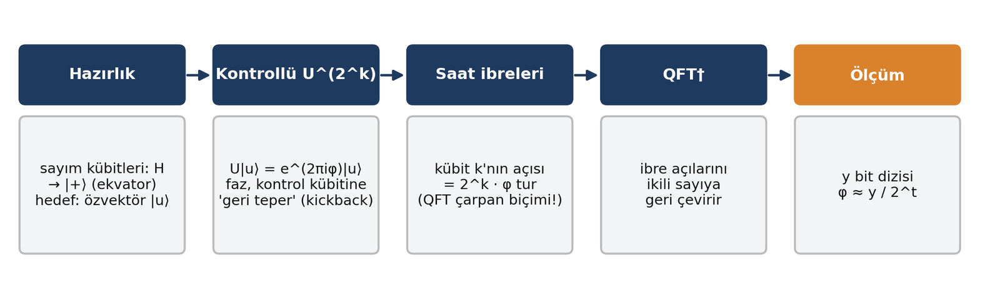 Hazırlık
Kontrollü U^(2^k)
Saat ibreleri
QFT†
Ölçüm
sayım kübitleri: H
→ |+⟩ (ekvator)
hedef: özvektör |u⟩
U|u⟩ = e^(2πiφ)|u⟩
faz, kontrol kübitine
'geri teper' (kickback)
kübit k'nın açısı
= 2^k · φ tur
(QFT çarpan biçimi!)
ibre açılarını
ikili sayıya
geri çevirir
y bit dizisi
φ ≈ y / 2^t